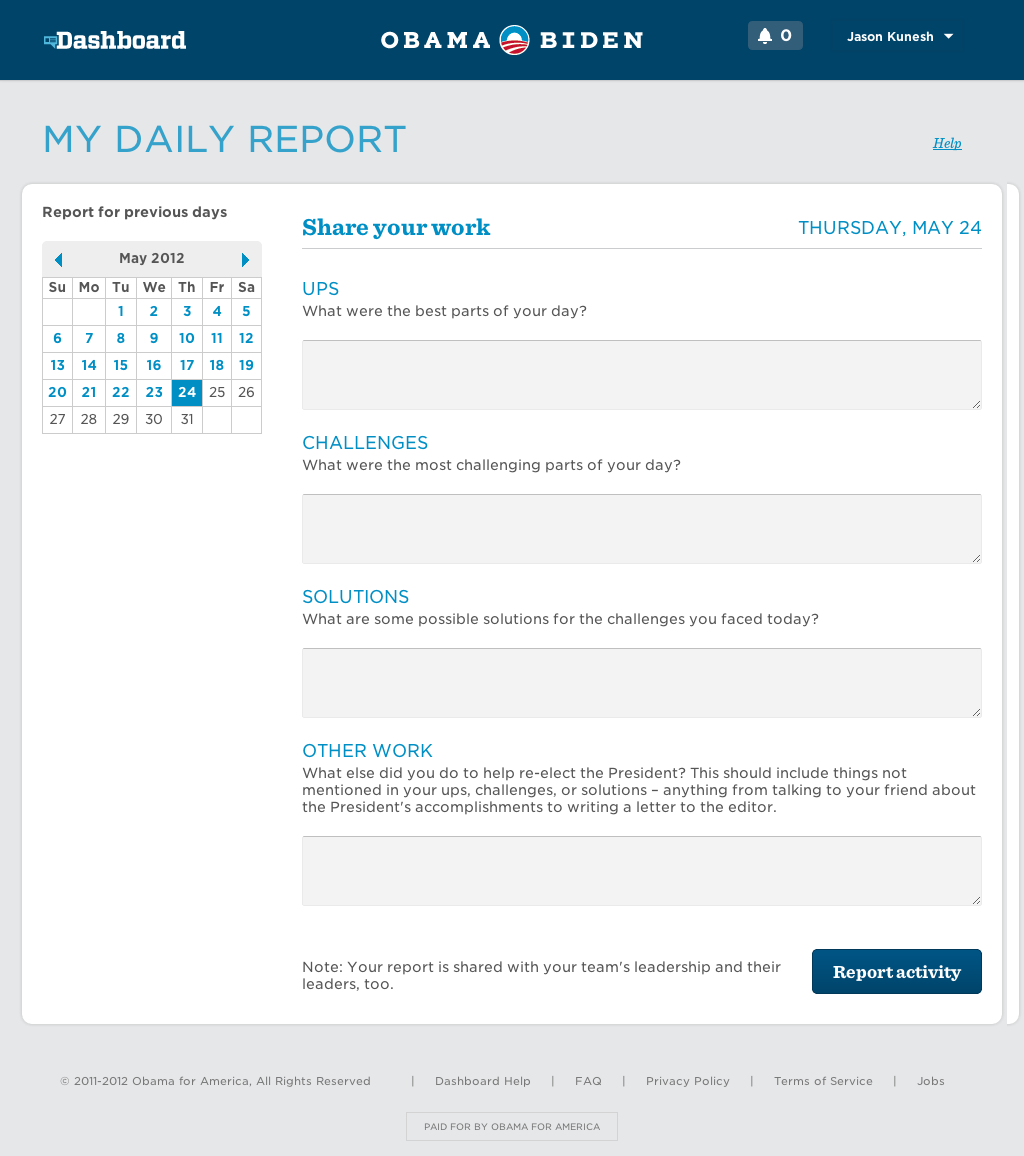 Dashboard
OBAMA BIDEN
0
Jason Kunesh
MY DAILY REPORT
Help
Report for previous days
May 2012
Su Mo Tu We Th Fr Sa
1 2 3 4 5
6 7 8 9 10 11 12
13 14 15 16 17 18 19
20 21 22 23 24 25 26
27 28 29 30 31
Share your work
THURSDAY, MAY 24
UPS
What were the best parts of your day?
CHALLENGES
What were the most challenging parts of your day?
SOLUTIONS
What are some possible solutions for the challenges you faced today?
OTHER WORK
What else did you do to help re-elect the President? This should include things not
mentioned in your ups, challenges, or solutions – anything from talking to your friend about
the President's accomplishments to writing a letter to the editor.
Note: Your report is shared with your team's leadership and their
leaders, too.
Report activity
© 2011-2012 Obama for America, All Rights Reserved | Dashboard Help | FAQ | Privacy Policy | Terms of Service | Jobs
PAID FOR BY OBAMA FOR AMERICA